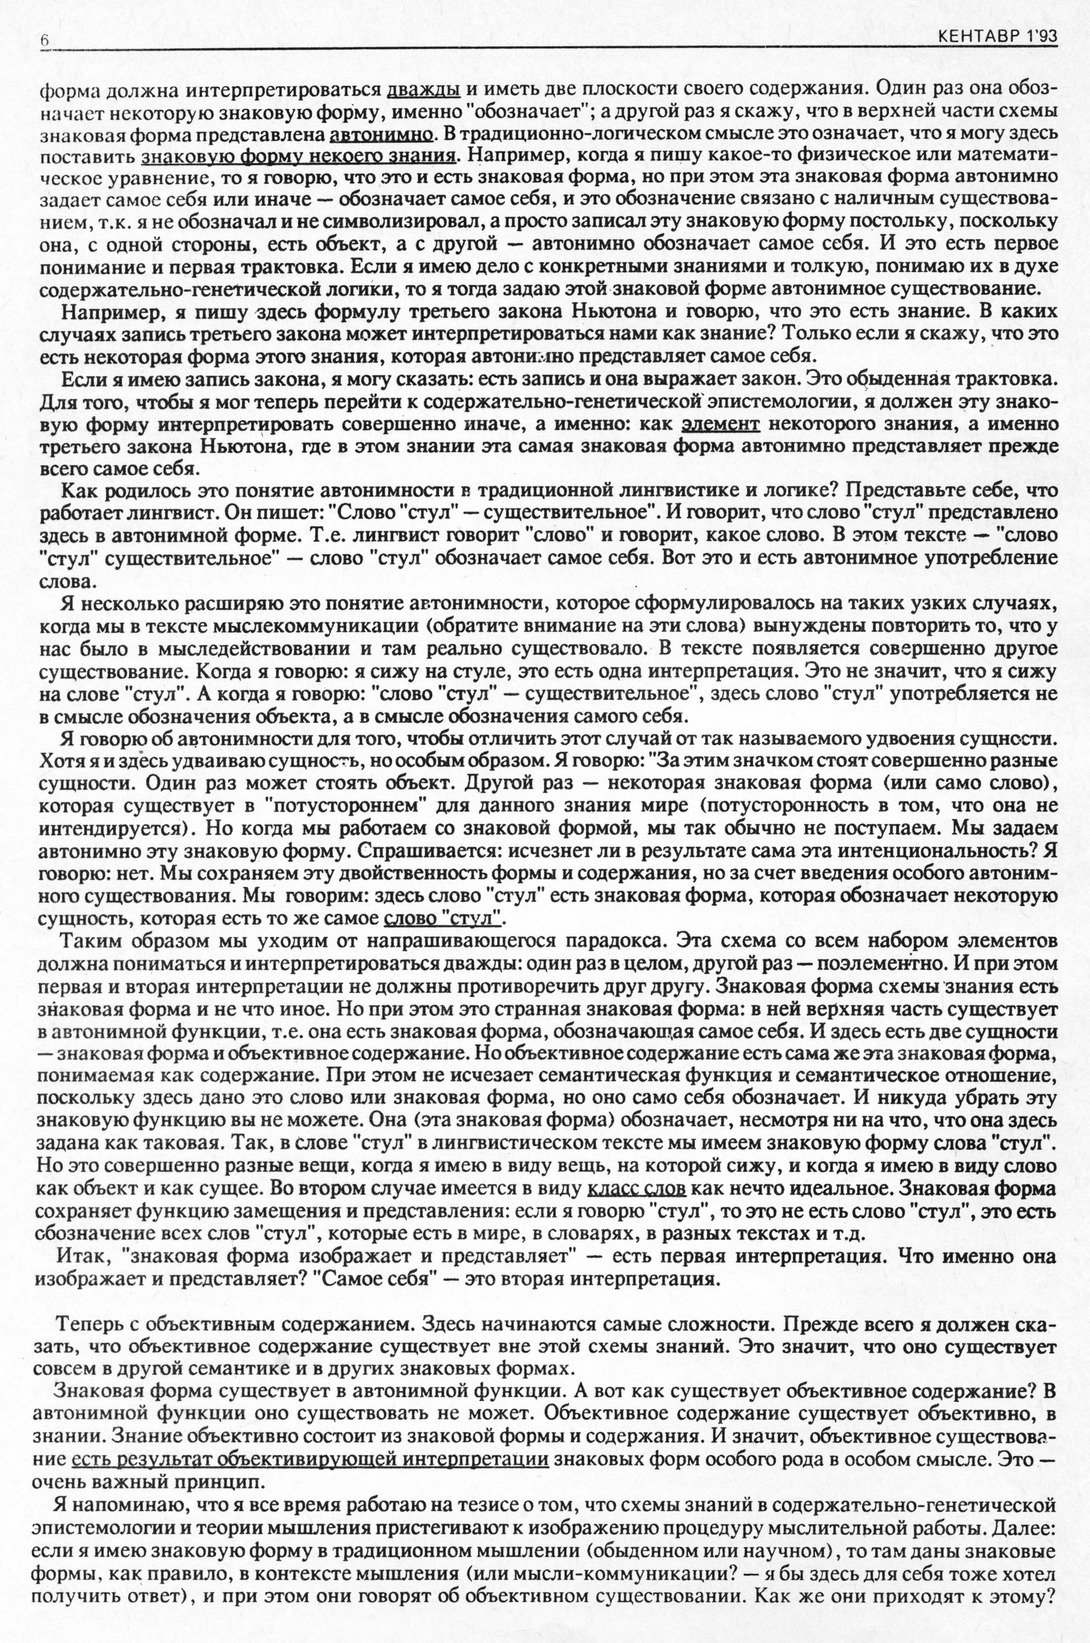 6
КЕНТАВР 1'93
форма должна интерпретироваться дважды и иметь две плоскости своего содержания. Один раз она обоз-
начает некоторую знаковую форму, именно "обозначает"; а другой раз я скажу, что в верхней части схемы
знаковая форма представлена автонимно. В традиционно-логическом смысле это означает, что я могу здесь
поставить знаковую форму некоего знания. Например, когда я пишу какое-то физическое или математи-
ческое уравнение, то я говорю, что это и есть знаковая форма, но при этом эта знаковая форма автонимно
задает самое себя или иначе — обозначает самое себя, и это обозначение связано с наличным существова-
нием, т.к. я не обозначал и не символизировал, а просто записал эту знаковую форму постольку, поскольку
она, с одной стороны, есть объект, а с другой — автонимно обозначает самое себя. И это есть первое
понимание и первая трактовка. Если я имею дело с конкретными знаниями и толкую, понимаю их в духе
содержательно-генетической логики, то я тогда задаю этой знаковой форме автонимное существование.
Например, я пишу здесь формулу третьего закона Ньютона и говорю, что это есть знание. В каких
случаях запись третьего закона может интерпретироваться нами как знание? Только если я скажу, что это
есть некоторая форма этого знания, которая автонимно представляет самое себя.
Если я имею запись закона, я могу сказать: есть запись и она выражает закон. Это обыденная трактовка.
Для того, чтобы я мог теперь перейти к содержательно-генетической эпистемологии, я должен эту знако-
вую форму интерпретировать совершенно иначе, а именно: как элемент некоторого знания, а именно
третьего закона Ньютона, где в этом знании эта самая знаковая форма автонимно представляет прежде
всего самое себя.
Как родилось это понятие автонимности в традиционной лингвистике и логике? Представьте себе, что
работает лингвист. Он пишет: "Слово "стул" — существительное". И говорит, что слово "стул" представлено
здесь в автонимной форме. Т.е. лингвист говорит "слово" и говорит, какое слово. В этом тексте — "слово
"стул" существительное" — слово "стул" обозначает самое себя. Вот это и есть автонимное употребление
слова.
Я несколько расширяю это понятие автонимности, которое сформулировалось на таких узких случаях,
когда мы в тексте мыслекоммуникации (обратите внимание на эти слова) вынуждены повторить то, что у
нас было в мыследействовании и там реально существовало. В тексте появляется совершенно другое
существование. Когда я говорю: я сижу на стуле, это есть одна интерпретация. Это не значит, что я сижу
на слове "стул". А когда я говорю: "слово "стул" — существительное", здесь слово "стул" употребляется не
в смысле обозначения объекта, а в смысле обозначения самого себя.
Я говорю об автонимности для того, чтобы отличить этот случай от так называемого удвоения сущности.
Хотя я и здесь удваиваю сущность, но особым образом. Я говорю: "За этим значком стоят совершенно разные
сущности. Один раз может стоять объект. Другой раз — некоторая знаковая форма (или само слово),
которая существует в "потустороннем" для данного знания мире (потусторонность в том, что она не
интендируется). Но когда мы работаем со знаковой формой, мы так обычно не поступаем. Мы задаем
автонимно эту знаковую форму. Спрашивается: исчезнет ли в результате сама эта интенциональность? Я
говорю: нет. Мы сохраняем эту двойственность формы и содержания, но за счет введения особого автоним-
ного существования. Мы говорим: здесь слово "стул" есть знаковая форма, которая обозначает некоторую
сущность, которая есть то же самое слово "стул".
Таким образом мы уходим от напрашивающегося парадокса. Эта схема со всем набором элементов
должна пониматься и интерпретироваться дважды: один раз в целом, другой раз — поэлементно. И при этом
первая и вторая интерпретации не должны противоречить друг другу. Знаковая форма схемы знания есть
знаковая форма и не что иное. Но при этом это странная знаковая форма: в ней верхняя часть существует
в автонимной функции, т.е. она есть знаковая форма, обозначающая самое себя. И здесь есть две сущности
— знаковая форма и объективное содержание. Но объективное содержание есть сама же эта знаковая форма,
понимаемая как содержание. При этом не исчезает семантическая функция и семантическое отношение,
поскольку здесь дано это слово или знаковая форма, но оно само себя обозначает. И никуда убрать эту
знаковую функцию вы не можете. Она (эта знаковая форма) обозначает, несмотря ни на что, что она здесь
задана как таковая. Так, в слове "стул" в лингвистическом тексте мы имеем знаковую форму слова "стул".
Но это совершенно разные вещи, когда я имею в виду вещь, на которой сижу, и когда я имею в виду слово
как объект и как сущее. Во втором случае имеется в виду класс слов как нечто идеальное. Знаковая форма
сохраняет функцию замещения и представления: если я говорю "стул", то это не есть слово "стул", это есть
обозначение всех слов "стул", которые есть в мире, в словарях, в разных текстах и т.д.
Итак, "знаковая форма изображает и представляет" — есть первая интерпретация. Что именно она
изображает и представляет? "Самое себя" — это вторая интерпретация.
Теперь с объективным содержанием. Здесь начинаются самые сложности. Прежде всего я должен ска-
зать, что объективное содержание существует вне этой схемы знаний. Это значит, что оно существует
совсем в другой семантике и в других знаковых формах.
Знаковая форма существует в автонимной функции. А вот как существует объективное содержание? В
автонимной функции оно существовать не может. Объективное содержание существует объективно, в
знании. Знание объективно состоит из знаковой формы и содержания. И значит, объективное существова-
ние есть результат объективирующей интерпретации знаковых форм особого рода в особом смысле. Это —
очень важный принцип.
Я напоминаю, что я все время работаю на тезисе о том, что схемы знаний в содержательно-генетической
эпистемологии и теории мышления пристегивают к изображению процедуру мыслительной работы. Далее:
если я имею знаковую форму в традиционном мышлении (обыденном или научном), то там даны знаковые
формы, как правило, в контексте мышления (или мысли-коммуникации? — я бы здесь для себя тоже хотел
получить ответ), и при этом они говорят об объективном существовании. Как же они приходят к этому?